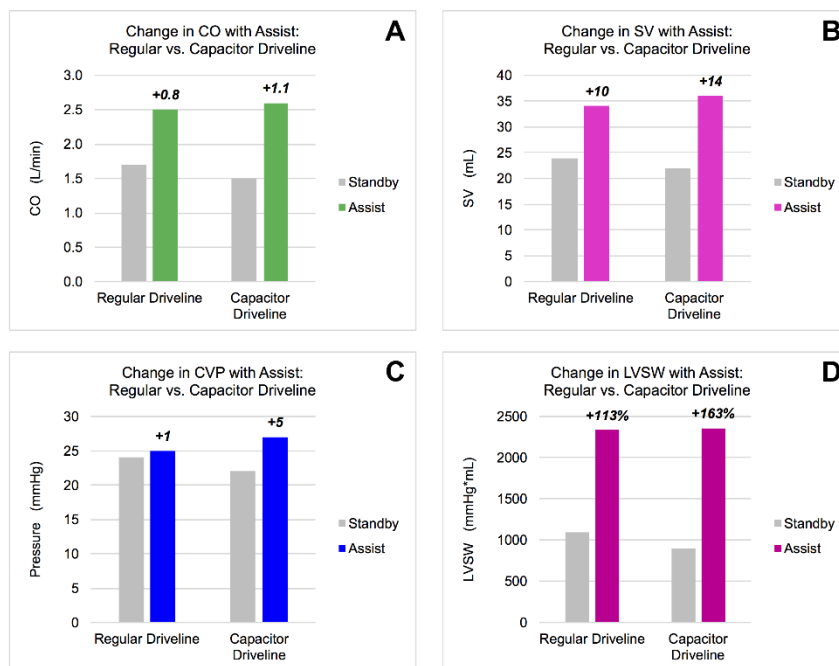 Change in CO with Assist:
Regular vs. Capacitor Driveline
A
3.0
2.5
2.0
1.5
1.0
0.5
0.0
CO (L/min)
+0.8
+1.1
Regular Driveline
Capacitor
Driveline
Standby
Assist
Change in SV with Assist:
Regular vs. Capacitor Driveline
B
40
35
30
25
20
15
10
5
0
SV (mL)
+10
+14
Regular Driveline
Capacitor
Driveline
Standby
Assist
Change in CVP with Assist:
Regular vs. Capacitor Driveline
C
30
25
20
15
10
5
0
Pressure (mmHg)
+1
+5
Regular Driveline
Capacitor
Driveline
Standby
Assist
Change in LVSW with Assist:
Regular vs. Capacitor Driveline
D
2500
2000
1500
1000
500
0
LVSW (mmHg*mL)
+113%
+163%
Regular Driveline
Capacitor
Driveline
Standby
Assist